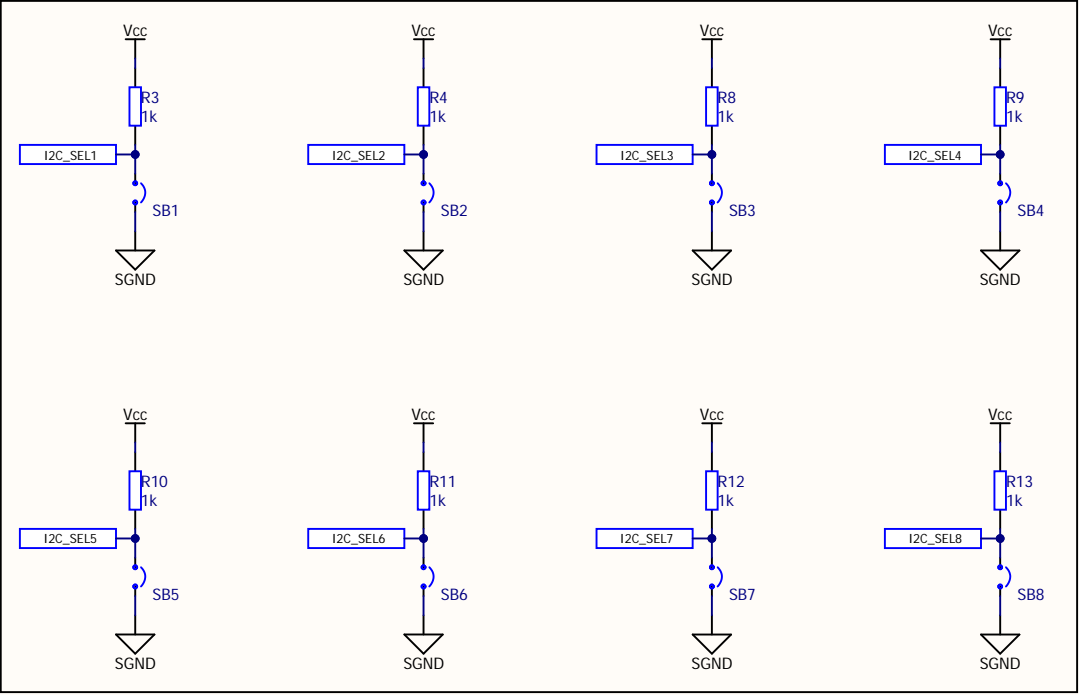 Vcc
R3
1k
I2C_SEL1
SB1
SGND
Vcc
R4
1k
I2C_SEL2
SB2
SGND
Vcc
R8
1k
I2C_SEL3
SB3
SGND
Vcc
R9
1k
I2C_SEL4
SB4
SGND
Vcc
R10
1k
I2C_SEL5
SB5
SGND
Vcc
R11
1k
I2C_SEL6
SB6
SGND
Vcc
R12
1k
I2C_SEL7
SB7
SGND
Vcc
R13
1k
I2C_SEL8
SB8
SGND